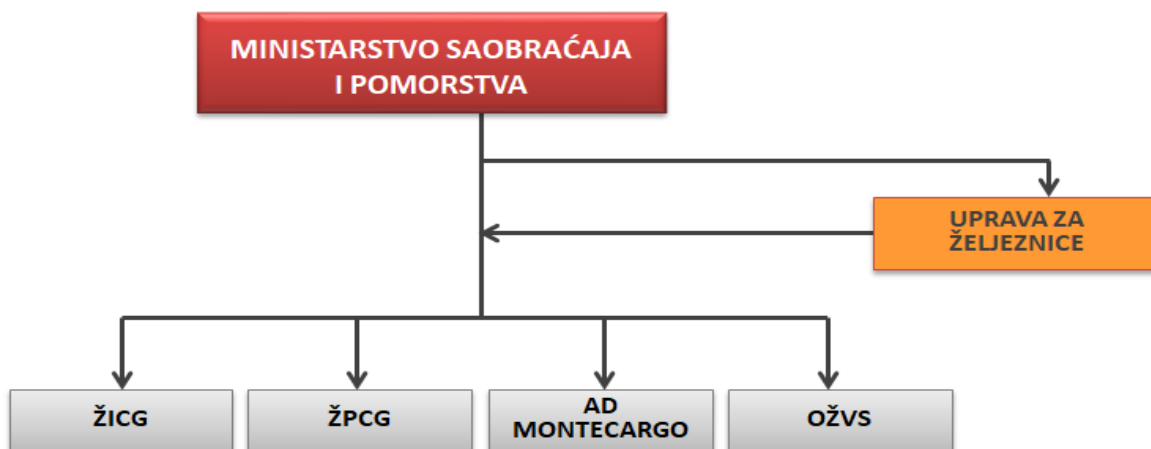 MINISTARSTVO SAOBRAĆAJA
I POMORSTVA
UPRAVA ZA
ŽELJEZNICE
ŽICG
ŽPCG
AD
MONTECARGO
OŽVS